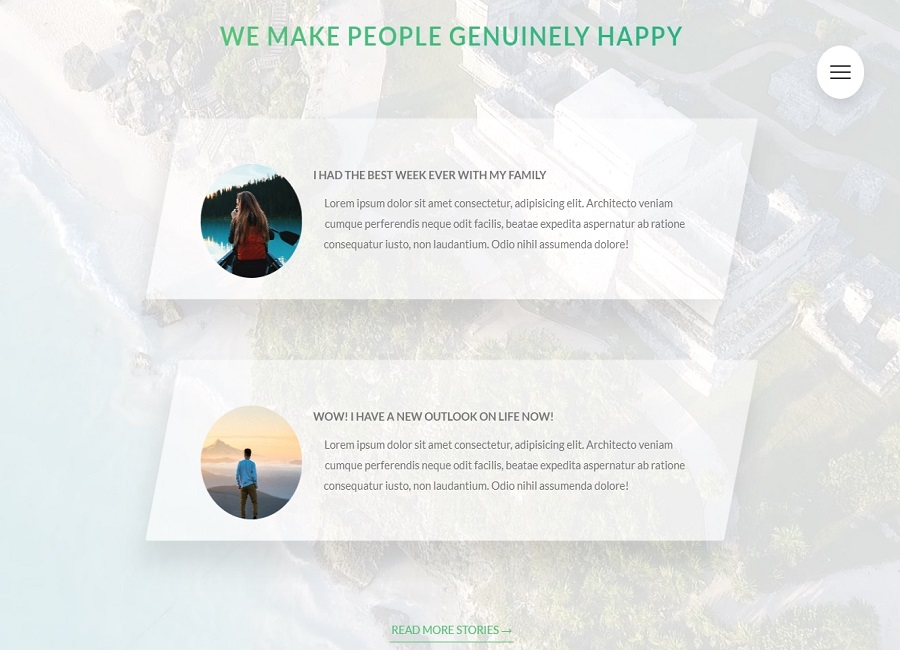 WE MAKE PEOPLE GENUINELY HAPPY
I HAD THE BEST WEEK EVER WITH MY FAMILY
Lorem ipsum dolor sit amet consectetur, adipisicing elit. Architecto veniam
cumque perferendis neque odit facilis, beatae expedita aspernatur ab ratione
consequatur iusto, non laudantium. Odio nihil assumenda dolore!
WOW! I HAVE A NEW OUTLOOK ON LIFE NOW!
Lorem ipsum dolor sit amet consectetur, adipisicing elit. Architecto veniam
cumque perferendis neque odit facilis, beatae expedita aspernatur ab ratione
consequatur iusto, non laudantium. Odio nihil assumenda dolore!
READ MORE STORIES →